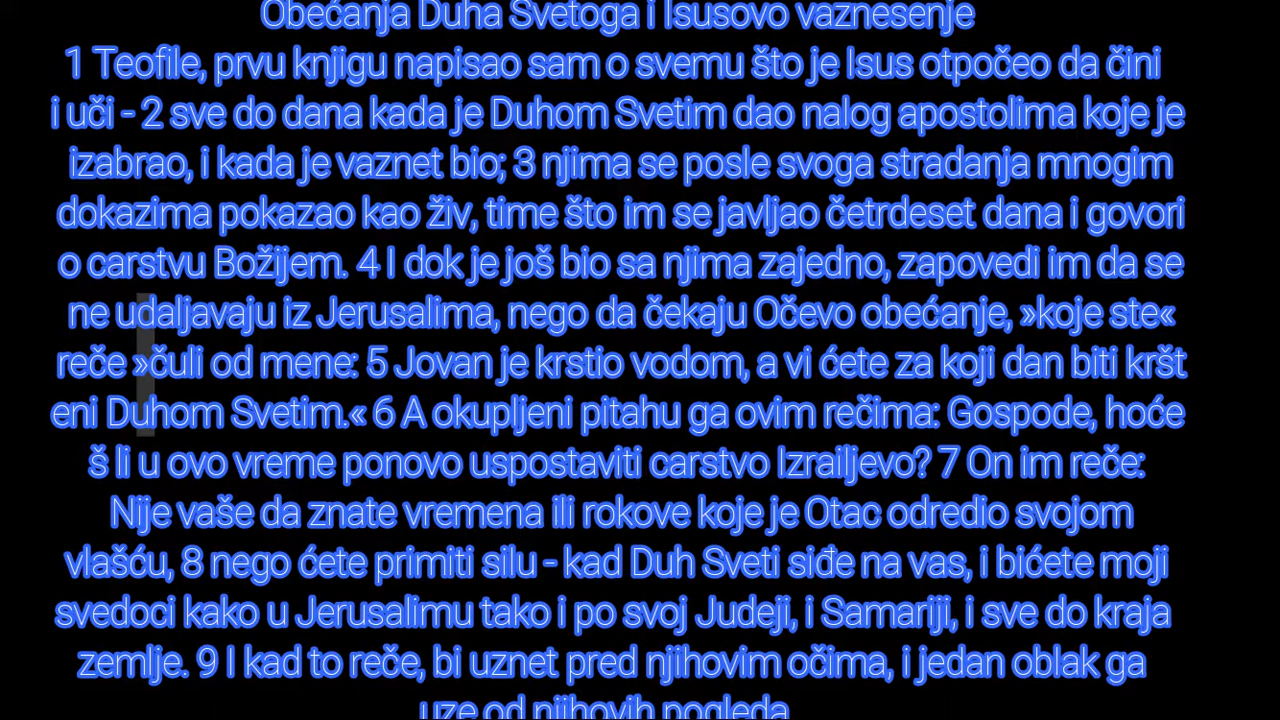 Obećanja Duha Svetoga i Isusovo vaznesenje
1 Teofile, prvu knjigu napisao sam o svemu što je Isus otpočeo da čini
i uči - 2 sve do dana kada je Duhom Svetim dao nalog apostolima koje je
izabrao, i kada je vaznet bio; 3 njima se posle svoga stradanja mnogim
dokazima pokazao kao živ, time što im se javljao četrdeset dana i govori
o carstvu Božijem. 4 I dok je još bio sa njima zajedno, zapovedi im da se
ne udaljavaju iz Jerusalima, nego da čekaju Očevo obećanje, »koje ste«
reče »čuli od mene: 5 Jovan je krstio vodom, a vi ćete za koji dan biti kršt
eni Duhom Svetim.« 6 A okupljeni pitahu ga ovim rečima: Gospode, hoće
š li u ovo vreme ponovo uspostaviti carstvo Izrailjevo? 7 On im reče:
Nije vaše da znate vremena ili rokove koje je Otac odredio svojom
vlašću, 8 nego ćete primiti silu - kad Duh Sveti siđe na vas, i bićete moji
svedoci kako u Jerusalimu tako i po svoj Judeji, i Samariji, i sve do kraja
zemlje. 9 I kad to reče, bi uznet pred njihovim očima, i jedan oblak ga
uze od njihovih pogleda.